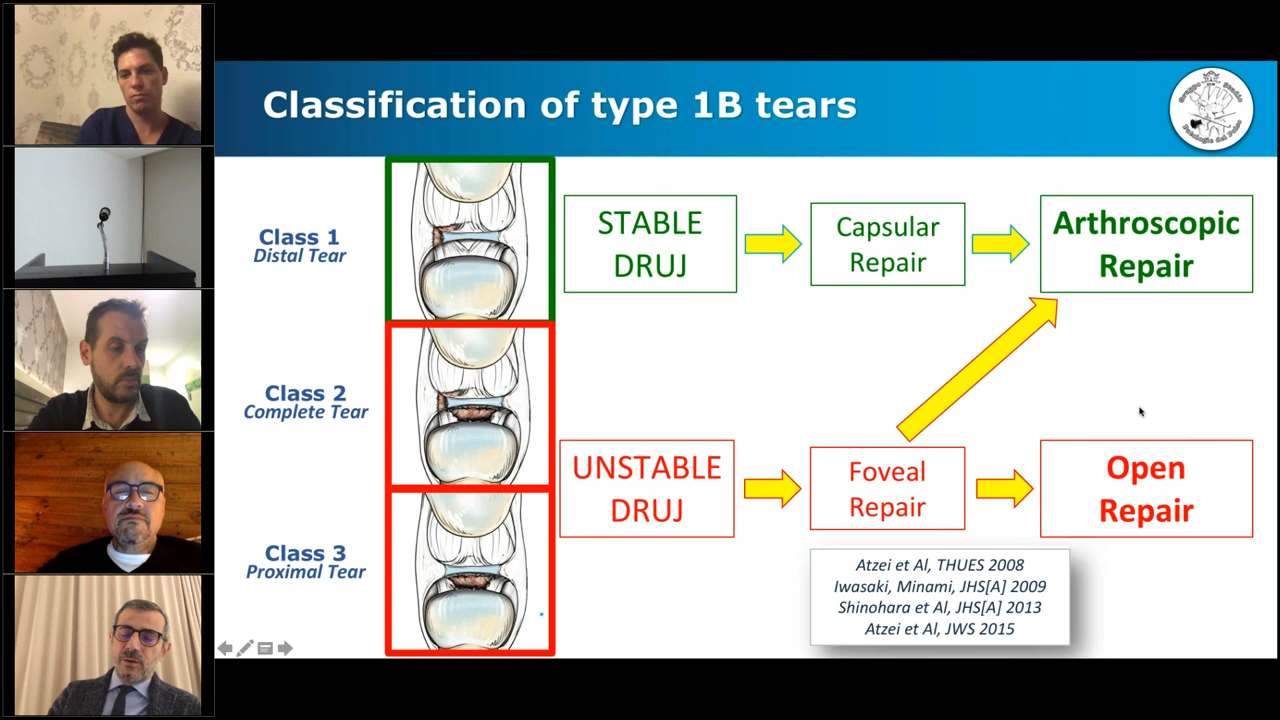 Classification of type 1B tears
Class 1
Distal Tear
STABLE
DRUJ
Capsular
Repair
Arthroscopic
Repair
Class 2
Complete Tear
UNSTABLE
DRUJ
Foveal
Repair
Open
Repair
Class 3
Proximal Tear
Atzei et Al, THUES 2008
Iwasaki, Minami, JHS[A] 2009
Shinohara et Al, JHS[A] 2013
Atzei et Al, JWS 2015